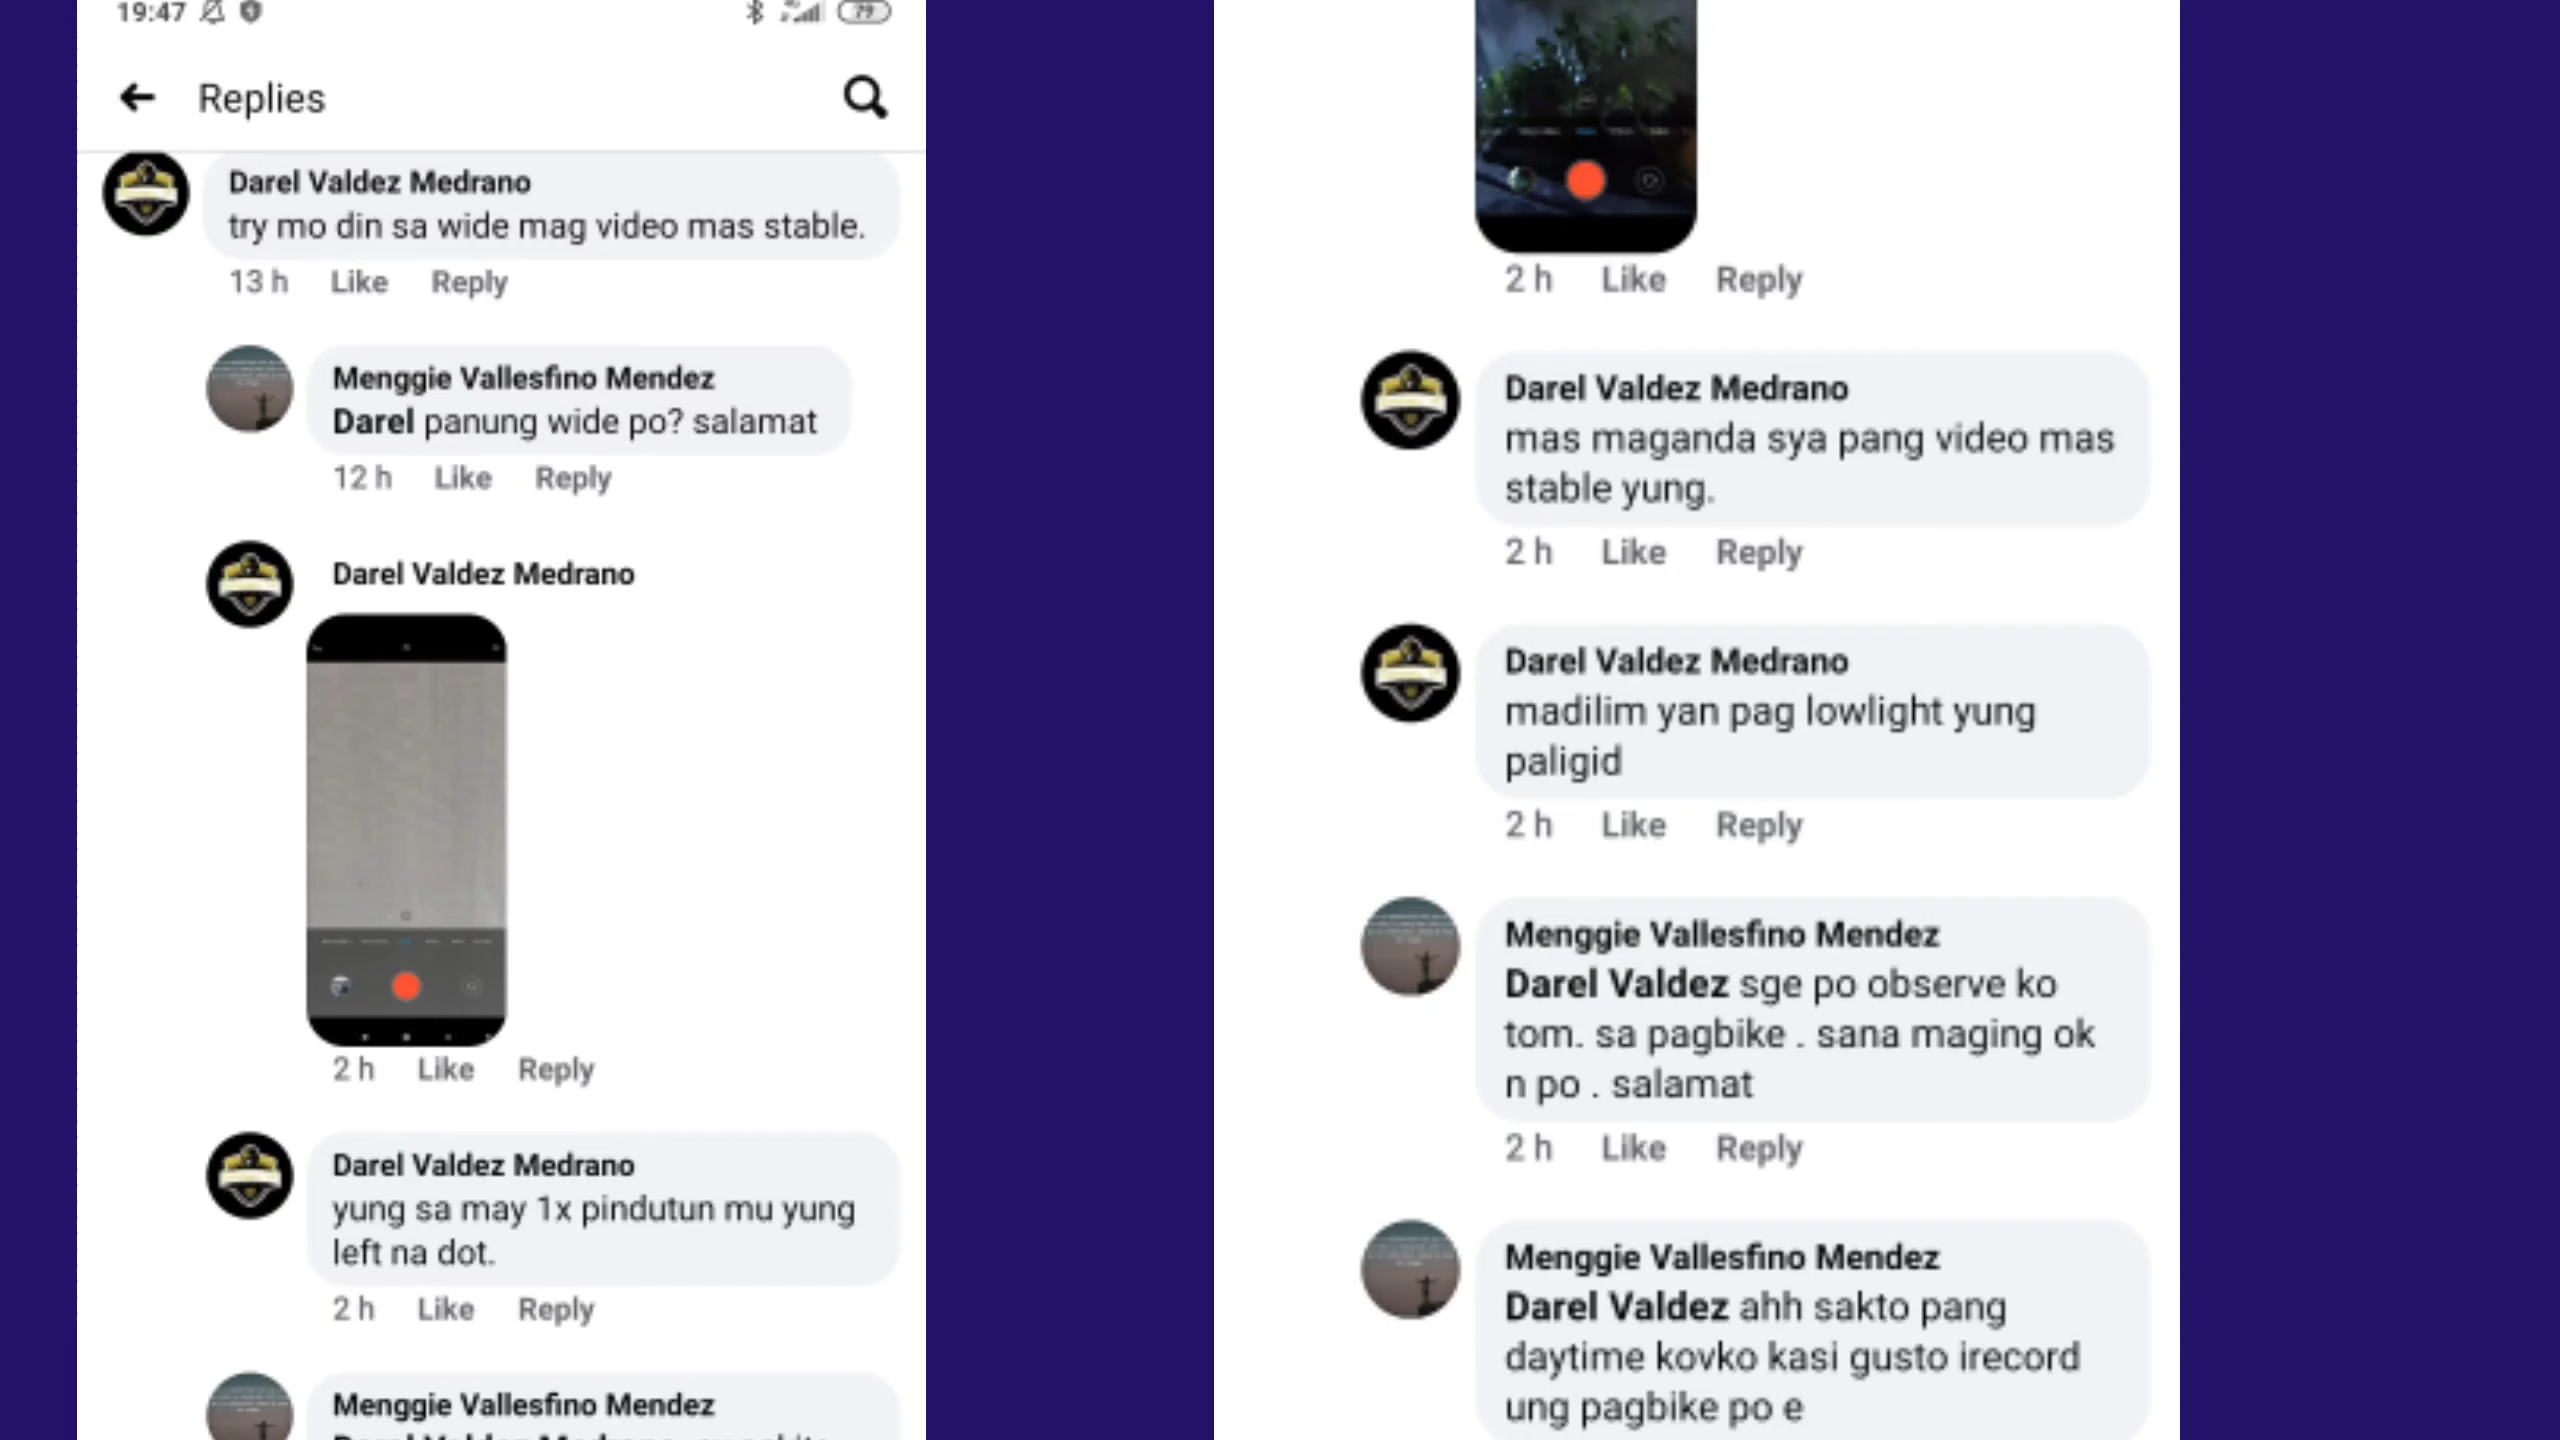 19:47
79
Replies
Darel Valdez Medrano
try mo din sa wide mag video mas stable.
13 h Like Reply
Menggie Vallesfino Mendez
Darel panung wide po? salamat
12 h Like Reply
Darel Valdez Medrano
2 h Like Reply
Darel Valdez Medrano
yung sa may 1x pindutun mu yung
left na dot.
2 h Like Reply
Menggie Vallesfino Mendez
2 h Like Reply
Darel Valdez Medrano
mas maganda sya pang video mas
stable yung.
2 h Like Reply
Darel Valdez Medrano
madilim yan pag lowlight yung
paligid
2 h Like Reply
Menggie Vallesfino Mendez
Darel Valdez sge po observe ko
tom. sa pagbike . sana maging ok
n po . salamat
2 h Like Reply
Menggie Vallesfino Mendez
Darel Valdez ahh sakto pang
daytime kovko kasi gusto irecord
ung pagbike po e